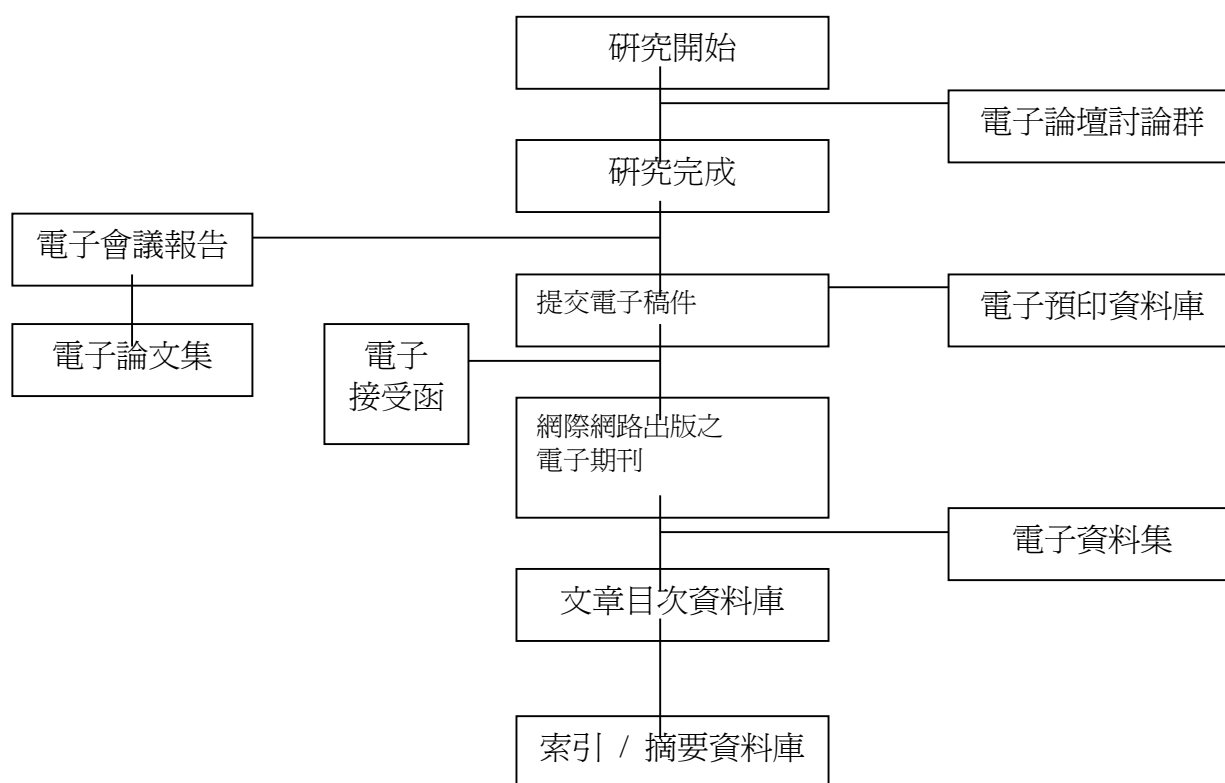 研究開始
電子論壇討論群
研究完成
電子會議報告
提交電子稿件
電子預印資料庫
電子論文集
電子
接受函
網際網路出版之
電子期刊
電子資料集
文章目次資料庫
索引 / 摘要資料庫